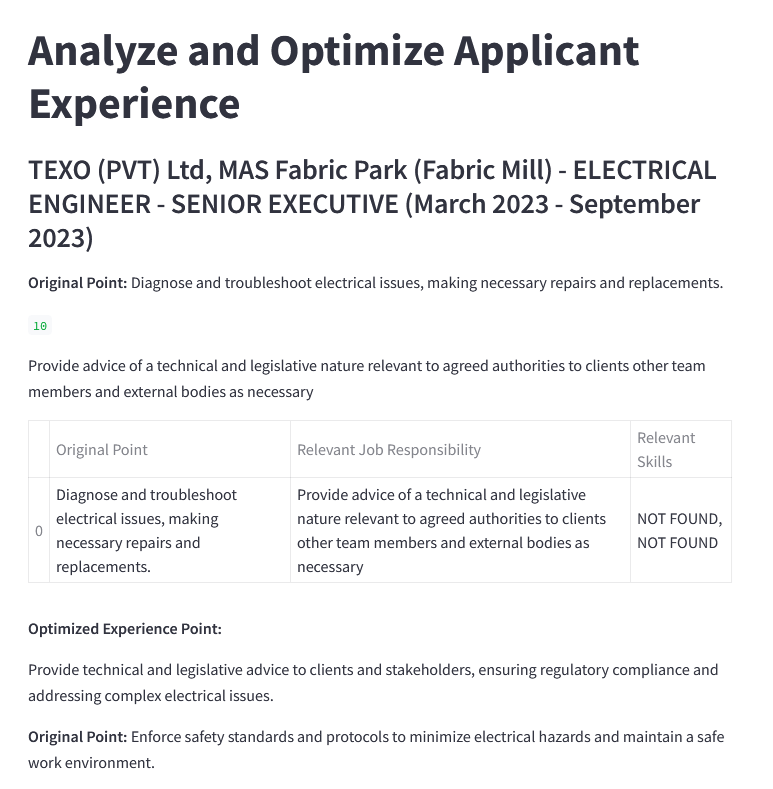 Analyze and Optimize Applicant
Experience
TEXO (PVT) Ltd, MAS Fabric Park (Fabric Mill) - ELECTRICAL
ENGINEER - SENIOR EXECUTIVE (March 2023 - September
2023)
Original Point: Diagnose and troubleshoot electrical issues, making necessary repairs and replacements.
10
Provide advice of a technical and legislative nature relevant to agreed authorities to clients other team
members and external bodies as necessary
Original Point
Relevant Job Responsibility
Relevant
Skills
0
Diagnose and troubleshoot
electrical issues, making
necessary repairs and
replacements.
Provide advice of a technical and legislative
nature relevant to agreed authorities to clients
other team members and external bodies as
necessary
NOT FOUND,
NOT FOUND
Optimized Experience Point:
Provide technical and legislative advice to clients and stakeholders, ensuring regulatory compliance and
addressing complex electrical issues.
Original Point: Enforce safety standards and protocols to minimize electrical hazards and maintain a safe
work environment.